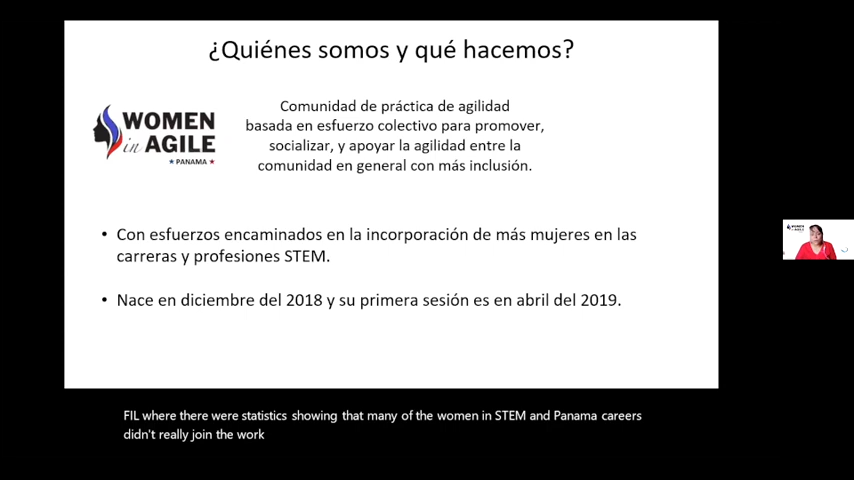 ¿Quiénes somos y qué hacemos?
WOMEN
in AGILE
PANAMA
Comunidad de práctica de agilidad
basada en esfuerzo colectivo para promover,
socializar, y apoyar la agilidad entre la
comunidad en general con más inclusión.
• Con esfuerzos encaminados en la incorporación de más mujeres en las
carreras y profesiones STEM.
• Nace en diciembre del 2018 y su primera sesión es en abril del 2019.
WOMEN
in AGILE
FIL where there were statistics showing that many of the women in STEM and Panama careers
didn't really join the work